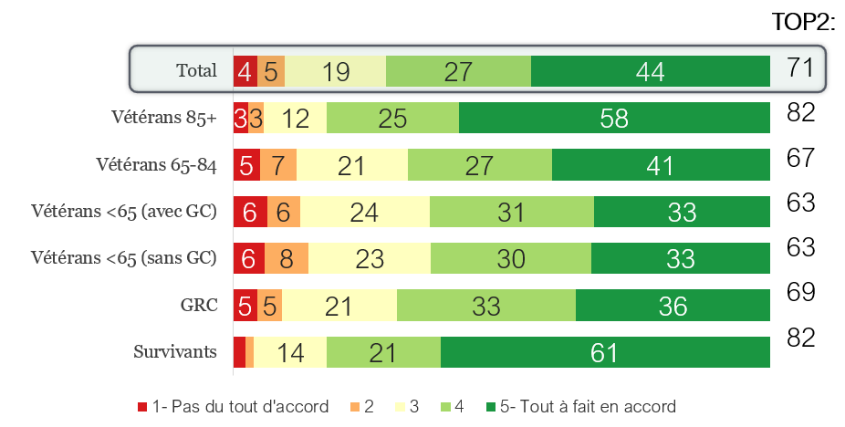 TOP2:
Total 4 5 19 27 44 71
Vétérans 85+ 3 3 12 25 58 82
Vétérans 65-84 5 7 21 27 41 67
Vétérans <65 (avec GC) 6 6 24 31 33 63
Vétérans <65 (sans GC) 6 8 23 30 33 63
GRC 5 5 21 33 36 69
Survivants 14 21 61 82
1- Pas du tout d'accord 2 3 4 5- Tout à fait en accord